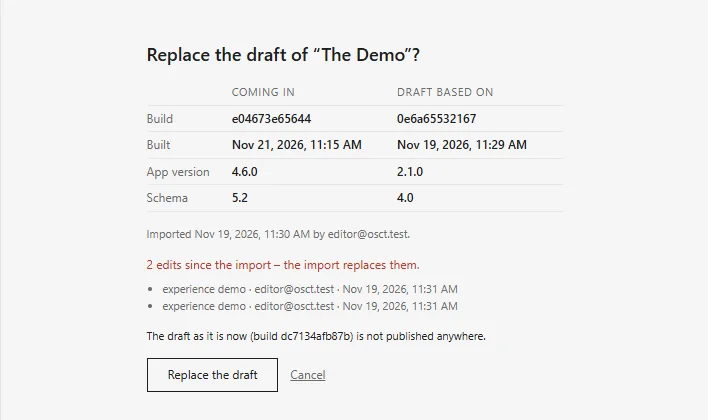 Replace the draft of “The Demo”?
COMING IN DRAFT BASED ON
Build e04673e65644 0e6a65532167
Built Nov 21, 2026, 11:15 AM Nov 19, 2026, 11:29 AM
App version 4.6.0 2.1.0
Schema 5.2 4.0
Imported Nov 19, 2026, 11:30 AM by editor@osct.test.
2 edits since the import – the import replaces them.
• experience demo · editor@osct.test · Nov 19, 2026, 11:31 AM
• experience demo · editor@osct.test · Nov 19, 2026, 11:31 AM
The draft as it is now (build dc7134afb87b) is not published anywhere.
Replace the draft Cancel